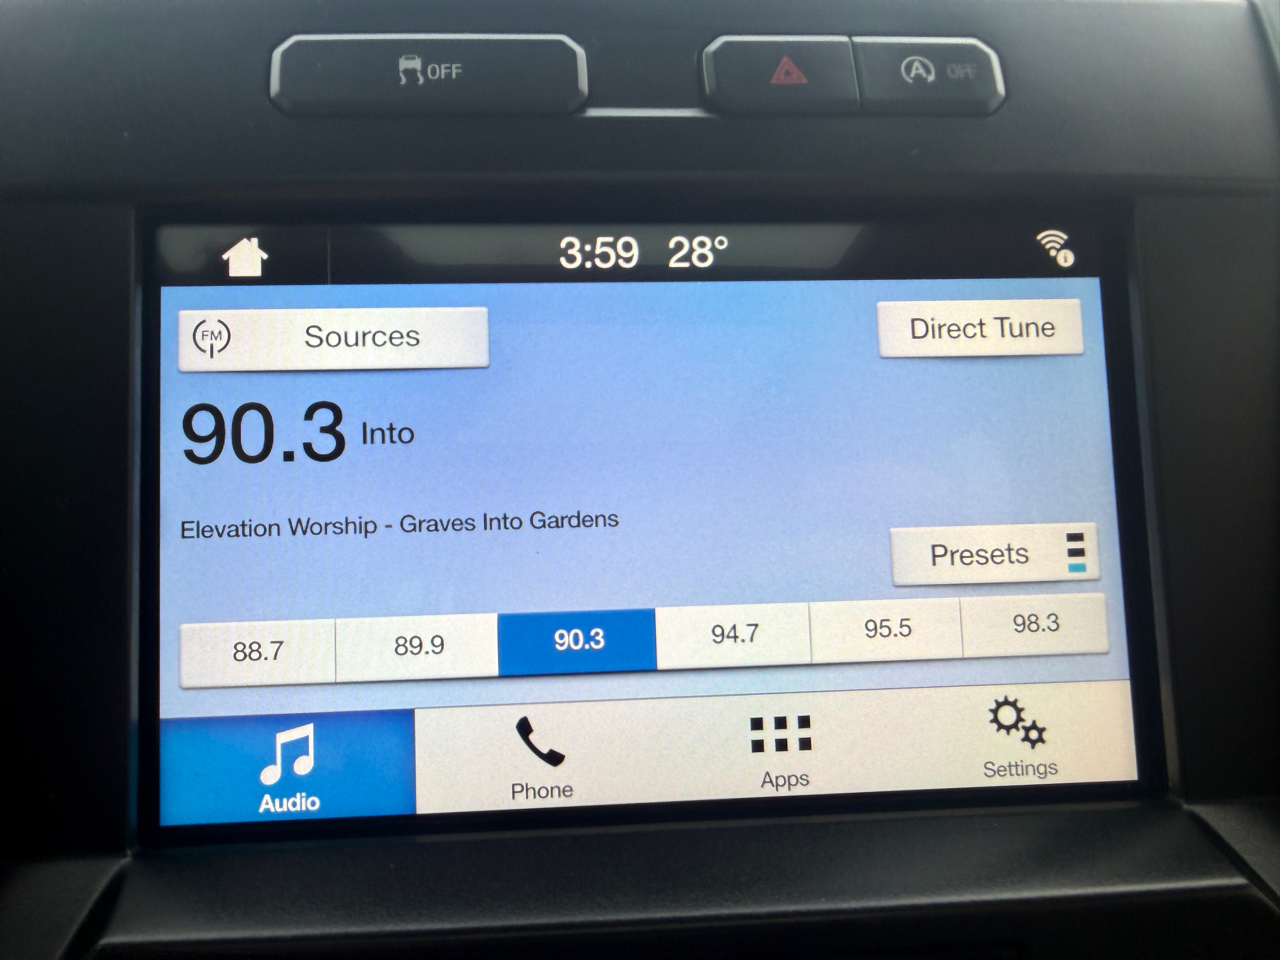 OFF
A OFF
3:59 28°
FM Sources
Direct Tune
90.3 Into
Elevation Worship - Graves Into Gardens
Presets
88.7 89.9 90.3 94.7 95.5 98.3
Audio Phone Apps Settings